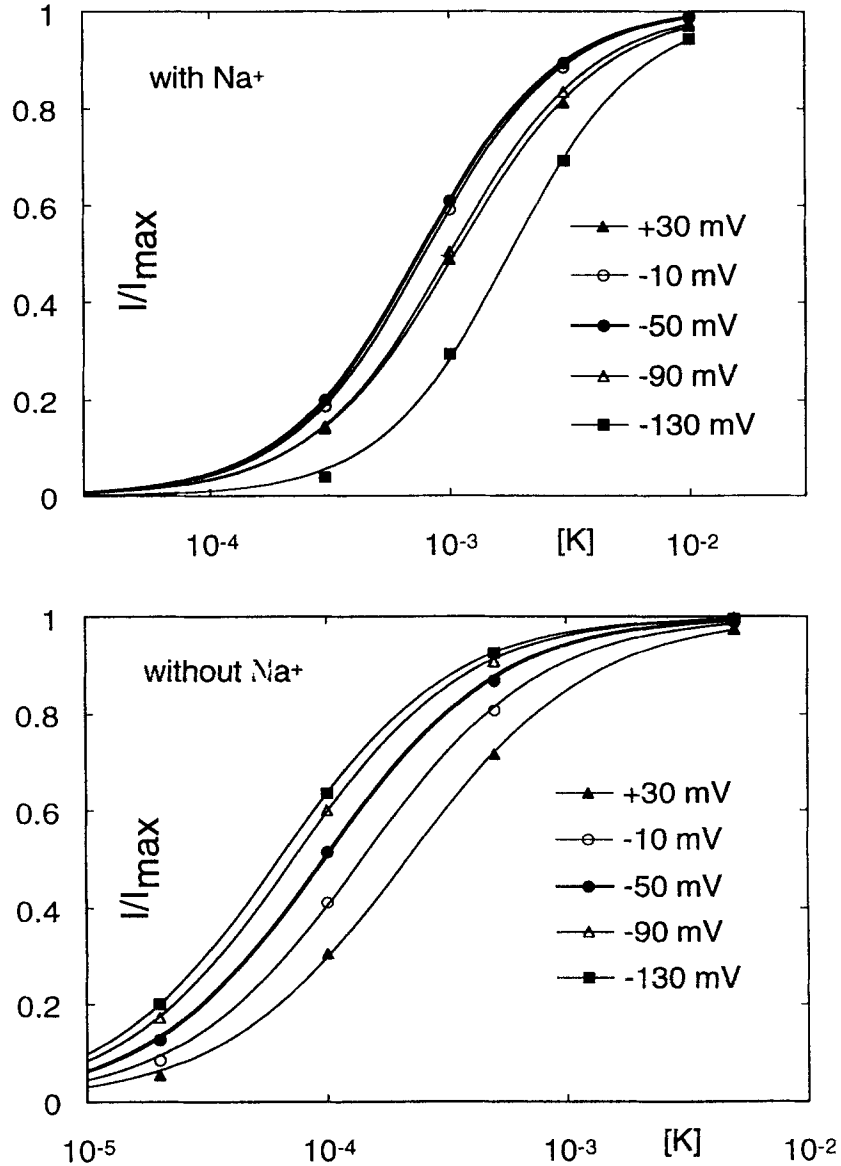 1
with Na+
0.8
0.6
I/Imax
0.4
0.2
0
+30 mV
-10 mV
-50 mV
-90 mV
-130 mV
10-4
10-3
[K]
10-2
1
without Na+
0.8
0.6
I/Imax
0.4
0.2
0
+30 mV
-10 mV
-50 mV
-90 mV
-130 mV
10-5
10-4
10-3
[K]
10-2